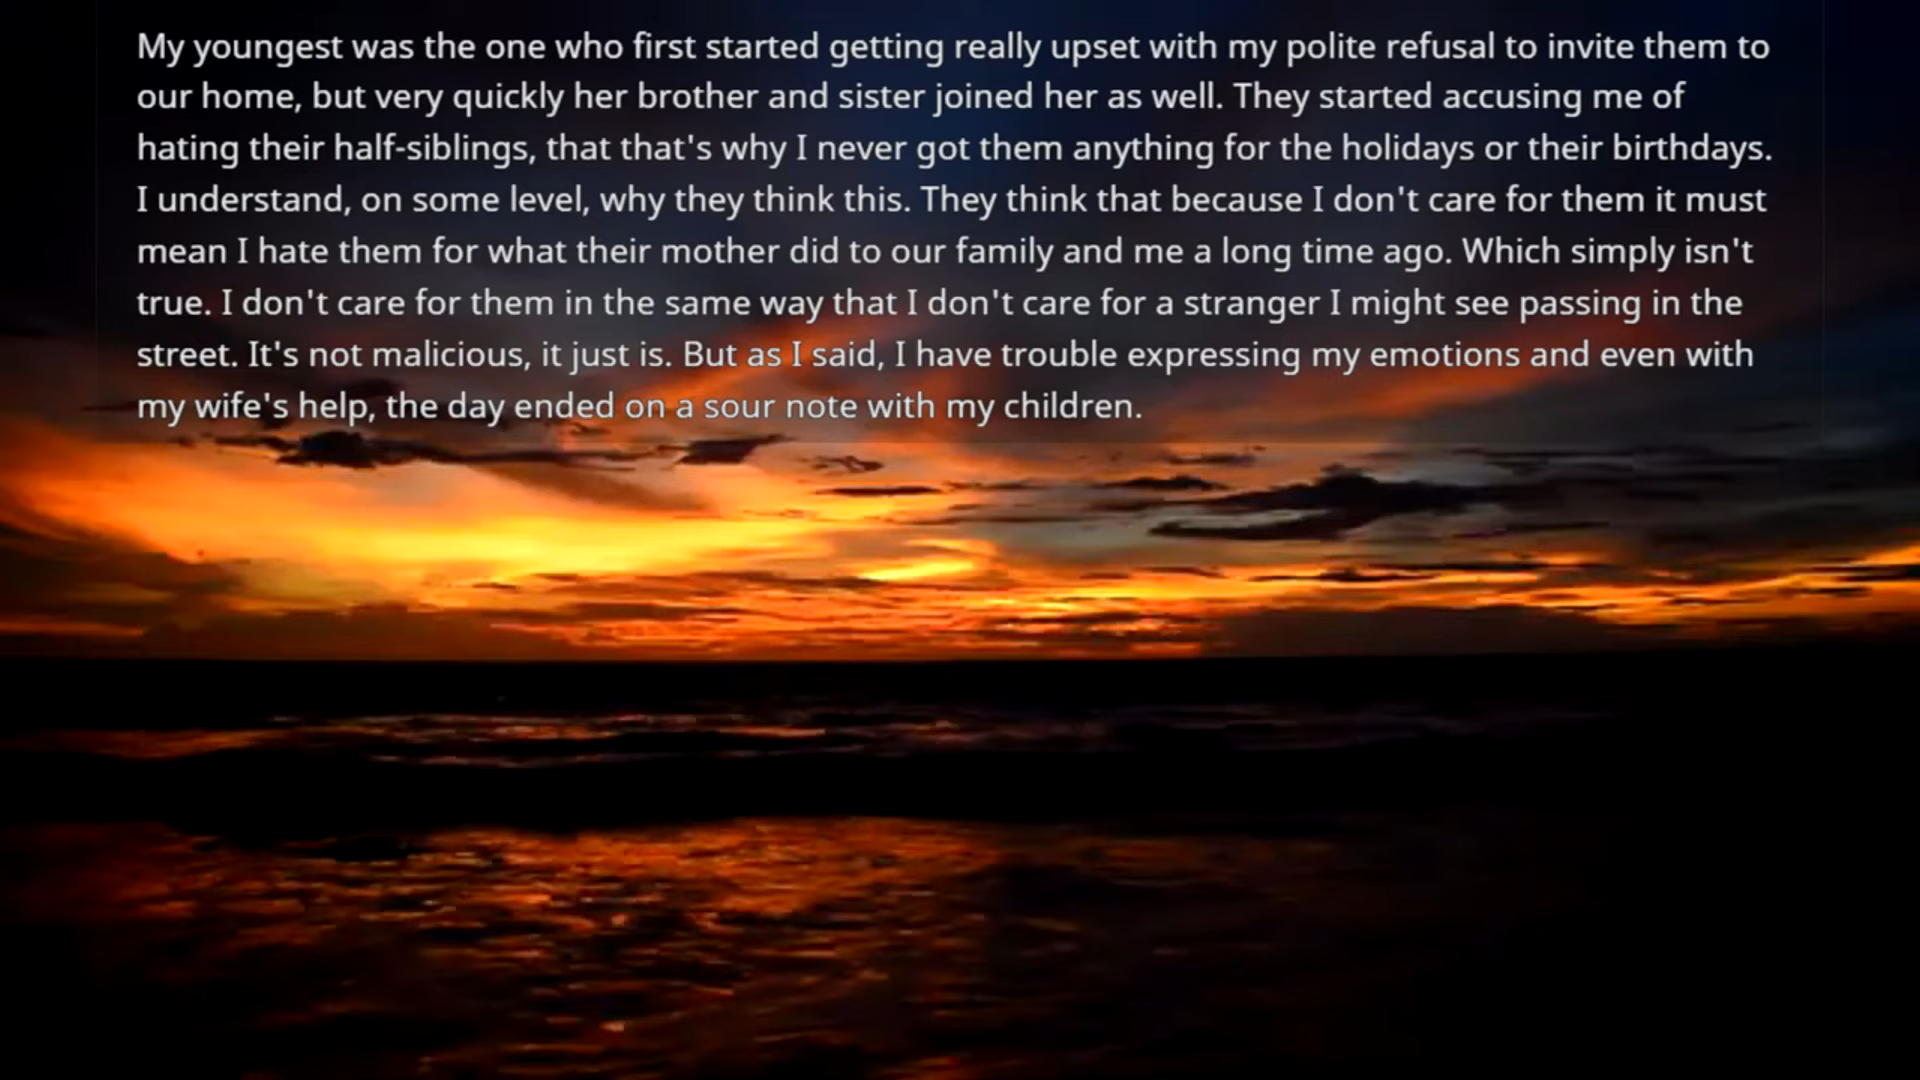 My youngest was the one who first started getting really upset with my polite refusal to invite them to
our home, but very quickly her brother and sister joined her as well. They started accusing me of
hating their half-siblings, that that's why I never got them anything for the holidays or their birthdays.
I understand, on some level, why they think this. They think that because I don't care for them it must
mean I hate them for what their mother did to our family and me a long time ago. Which simply isn't
true. I don't care for them in the same way that I don't care for a stranger I might see passing in the
street. It's not malicious, it just is. But as I said, I have trouble expressing my emotions and even with
my wife's help, the day ended on a sour note with my children.